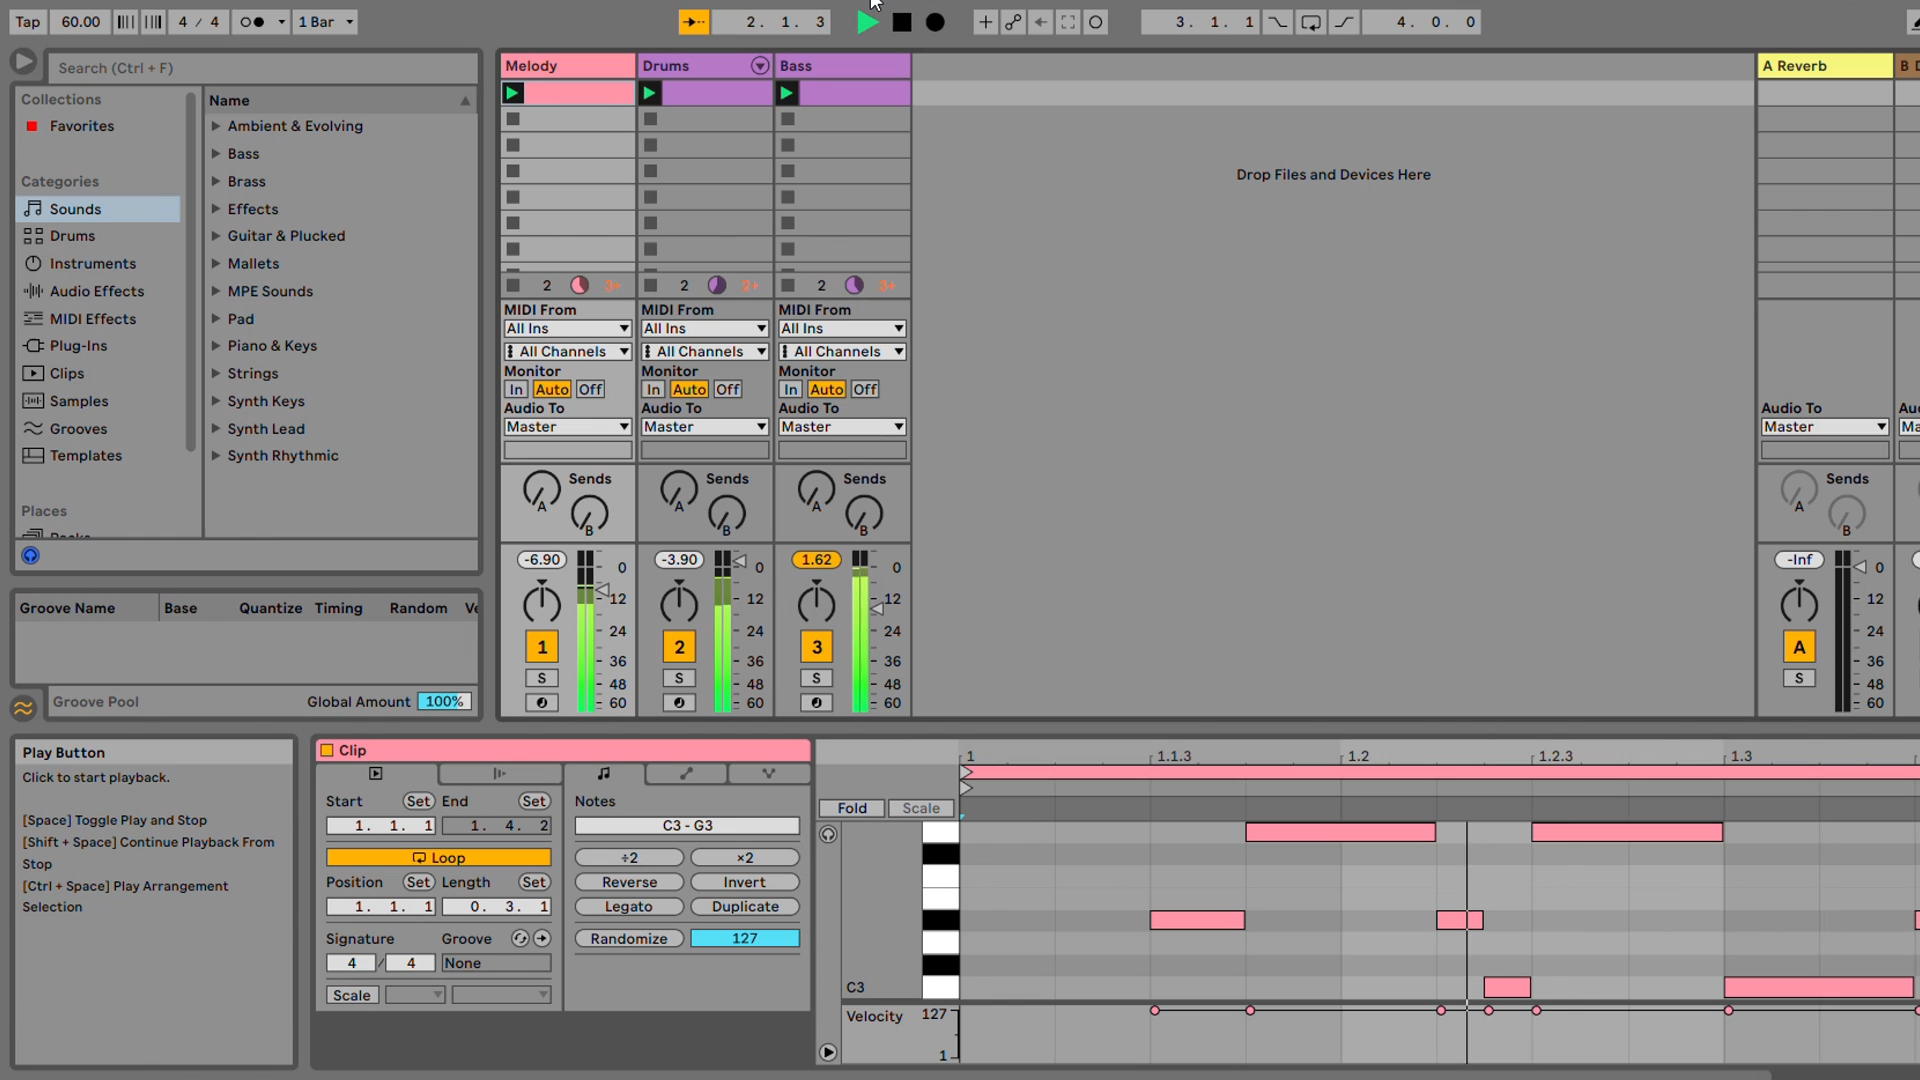 Tap 60.00 4 / 4 1 Bar 2. 1. 3 3. 1. 1 4. 0. 0
Search (Ctrl + F)
Collections
Favorites
Categories
Sounds
Drums
Instruments
Audio Effects
MIDI Effects
Plug-Ins
Clips
Samples
Grooves
Templates
Places
Name
Ambient & Evolving
Bass
Brass
Effects
Guitar & Plucked
Mallets
MPE Sounds
Pad
Piano & Keys
Strings
Synth Keys
Synth Lead
Synth Rhythmic
Groove Name Base Quantize Timing Random Ve
Groove Pool Global Amount 100%
Melody Drums Bass A Reverb B D
Drop Files and Devices Here
2 3+ 2 2+ 2 3+
MIDI From MIDI From MIDI From
All Ins All Ins All Ins
All Channels All Channels All Channels
Monitor Monitor Monitor
In Auto Off In Auto Off In Auto Off
Audio To Audio To Audio To Audio To Au
Master Master Master Master Ma
Sends Sends Sends Sends
A A A A
B B B B
-6.90 0 -3.90 0 1.62 0 -Inf 0
12 12 12 12
24 24 24 24
1 2 3 A
36 36 36 36
S S S S
48 48 48 48
60 60 60 60
Play Button
Click to start playback.
[Space] Toggle Play and Stop
[Shift + Space] Continue Playback From
Stop
[Ctrl + Space] Play Arrangement
Selection
Clip
Start Set End Set
1. 1. 1 1. 4. 2
Loop
Position Set Length Set
1. 1. 1 0. 3. 1
Signature Groove
4 / 4 None
Scale
Notes
C3 - G3
÷2 ×2
Reverse Invert
Legato Duplicate
Randomize 127
1 1.1.3 1.2 1.2.3 1.3
Fold Scale
C3
Velocity 127
1